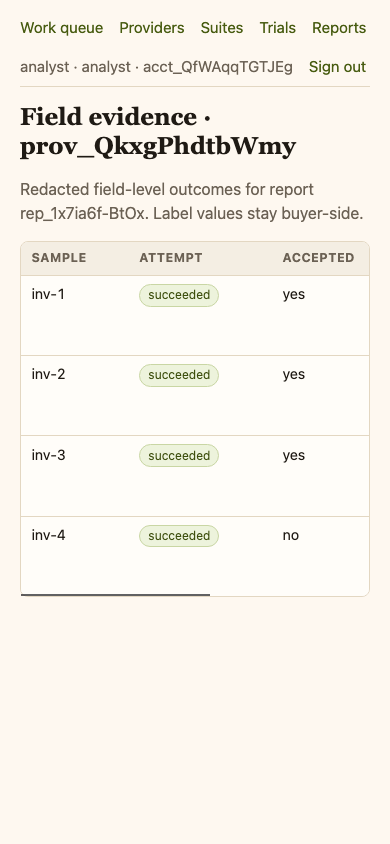 Work queue Providers Suites Trials Reports
analyst · analyst · acct_QfWAqqTGTJEg Sign out
Field evidence ·
prov__QkxgPhdtbWmy
Redacted field-level outcomes for report
rep_1x7ia6f-BtOx. Label values stay buyer-side.
SAMPLE ATTEMPT ACCEPTED
inv-1 succeeded yes
inv-2 succeeded yes
inv-3 succeeded yes
inv-4 succeeded no